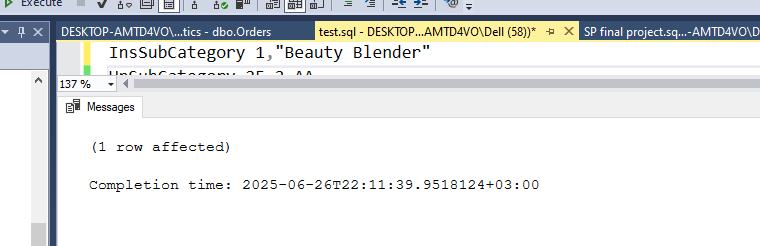 Execute
DESKTOP-AMTD4VO\...tics - dbo.Orders
test.sql - DESKTOP...AMTD4VO\Dell (58))*
SP final project.sq...-AMTD4VO\D
InsSubCategory 1,"Beauty Blender"
137 %
Messages
(1 row affected)
Completion time: 2025-06-26T22:11:39.9518124+03:00